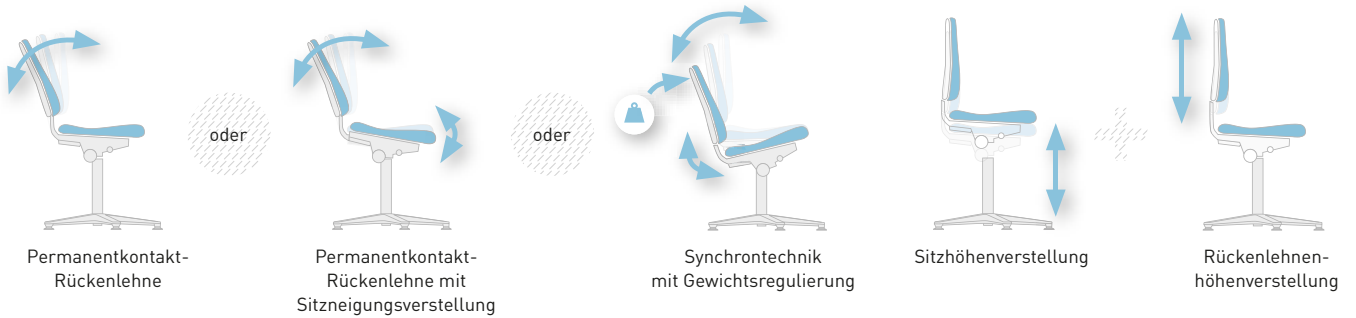 oder
oder
Permanentkontakt-
Rückenlehne
Permanentkontakt-
Rückenlehne mit
Sitzneigungsverstellung
Synchrontechnik
mit Gewichtsregulierung
Sitzhöhenverstellung
Rückenlehnen-
höhenverstellung